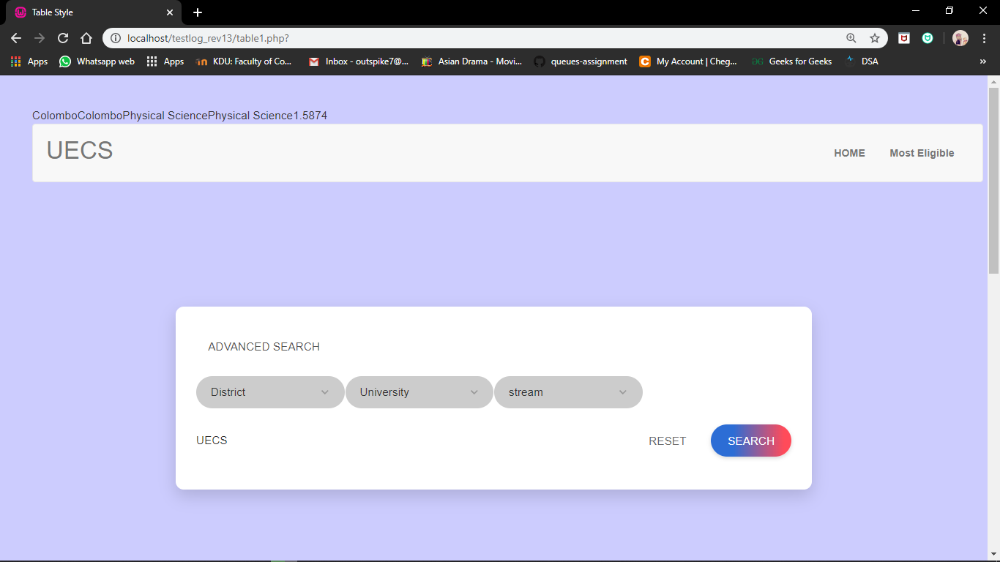 Table Style
localhost/testlog_rev13/table1.php?
Apps Whatsapp web Apps KDU: Faculty of Co... Inbox - outspike7@... Asian Drama - Movi... queues-assignment My Account | Cheg... Geeks for Geeks DSA »
ColomboColomboPhysical SciencePhysical Science1.5874
UECS HOME Most Eligible
ADVANCED SEARCH
District University stream
UECS RESET SEARCH